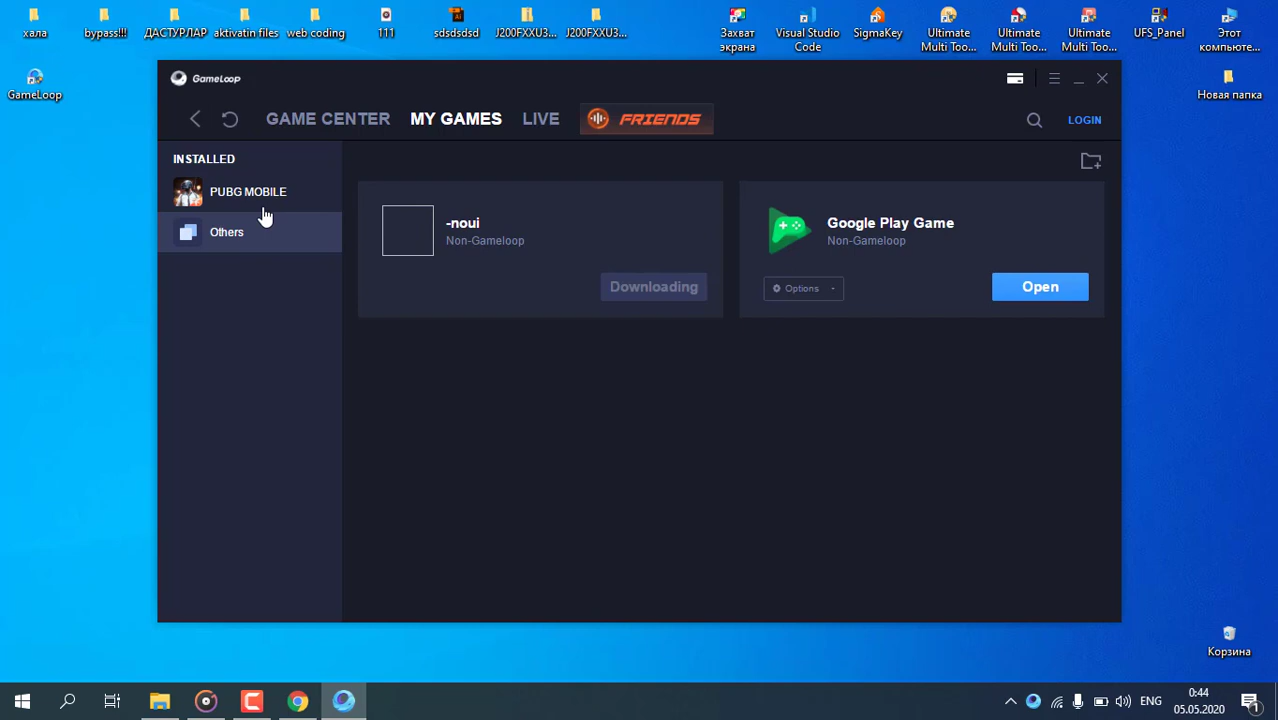 хала
bypass!!!
ДАСТУРЛАР
aktivatin files
web coding
111
sdsdsdsd
J200FXXU3...
J200FXXU3...
Захват
экрана
Visual Studio
Code
SigmaKey
Ultimate
Multi Too...
Ultimate
Multi Too...
Ultimate
Multi Too...
UFS_Panel
Этот
компьюте...
GameLoop
Новая папка
GameLoop
GAME CENTER
MY GAMES
LIVE
FRIENDS
LOGIN
INSTALLED
PUBG MOBILE
Others
-noui
Non-Gameloop
Downloading
Google Play Game
Non-Gameloop
Options
Open
Корзина
ENG
0:44
05.05.2020
1